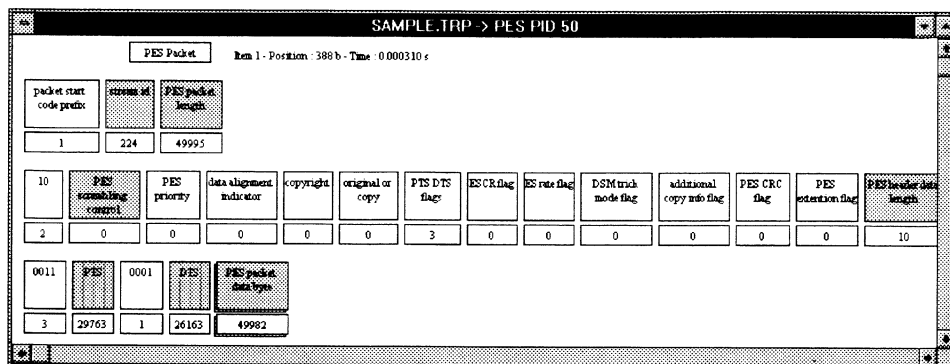 SAMPLE.TRP -> PES PID 50
PES Packet
Item 1 - Position : 388 b - Time : 0.000310 s
packet start code prefix
stream id
PES packet length
1
224
49995
10
PES scrambling control
PES priority
data alignment indicator
copyright
original or copy
PTS DTS flags
ESCR flag
ES rate flag
DSM trick mode flag
additional copy info flag
PES CRC flag
PES extention flag
PES header data length
2
0
0
0
0
0
3
0
0
0
0
0
0
10
0011
PTS
0001
DTS
PES packet data bytes
3
29763
1
26163
49982